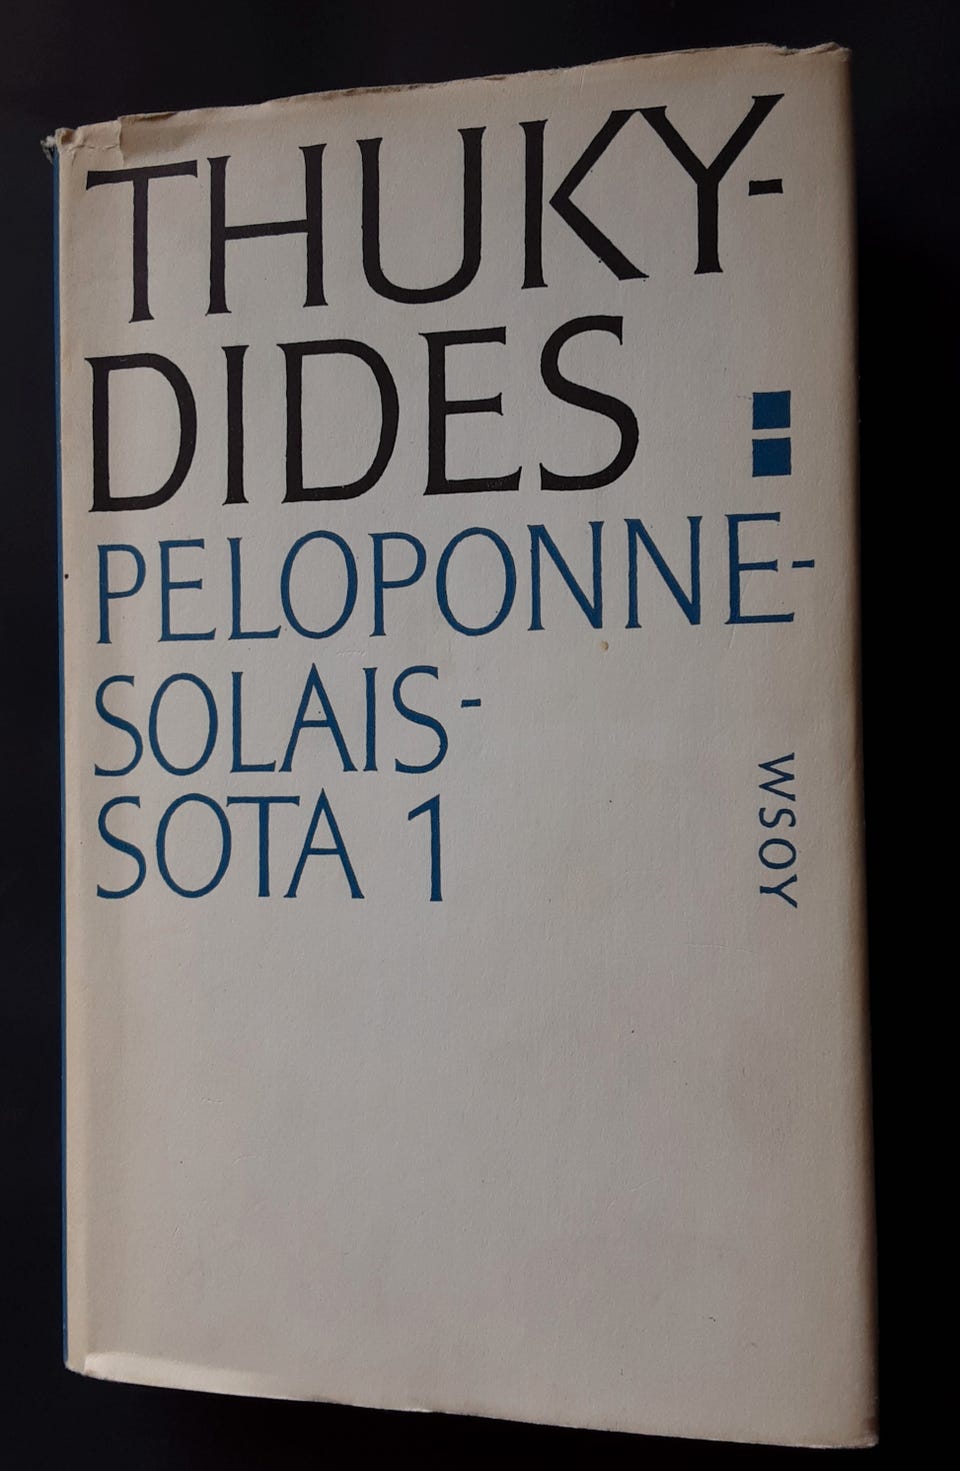 THUKY-
DIDES:
PELOPONNE-
SOLAIS-
SOTA 1
WSOY